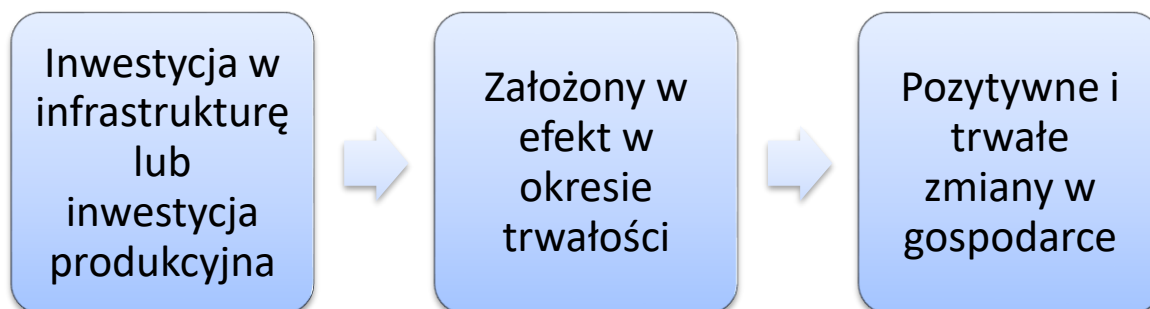 Inwestycja w
infrastrukturę
lub
inwestycja
produkcyjna
Założony w
efekt w
okresie
trwałości
Pozytywne i
trwałe
zmiany w
gospodarce